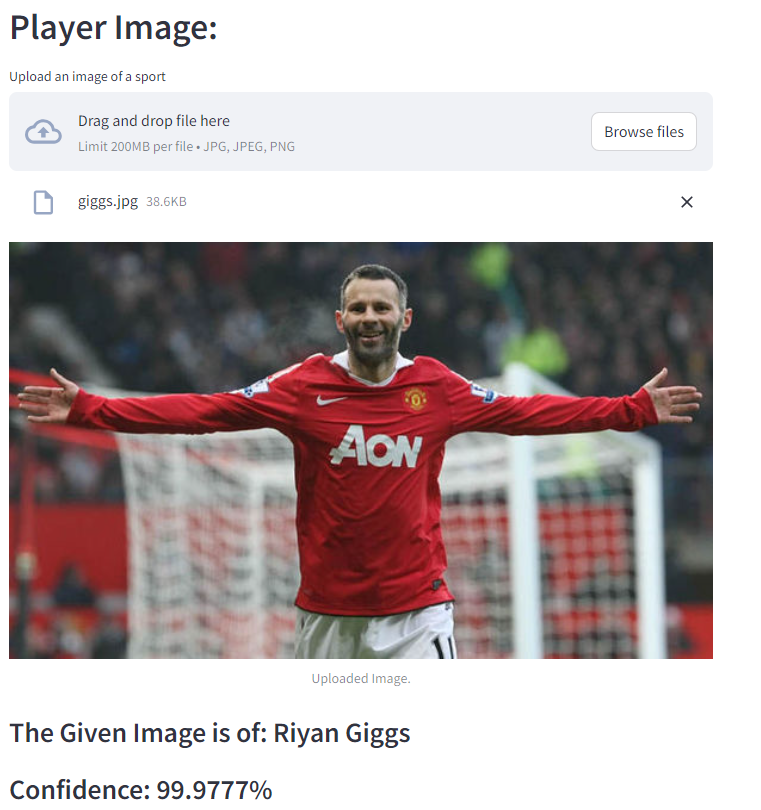 Player Image:
Upload an image of a sport
Drag and drop file here
Limit 200MB per file • JPG, JPEG, PNG
Browse files
giggs.jpg 38.6KB
AON
11
Uploaded Image.
The Given Image is of: Riyan Giggs
Confidence: 99.9777%